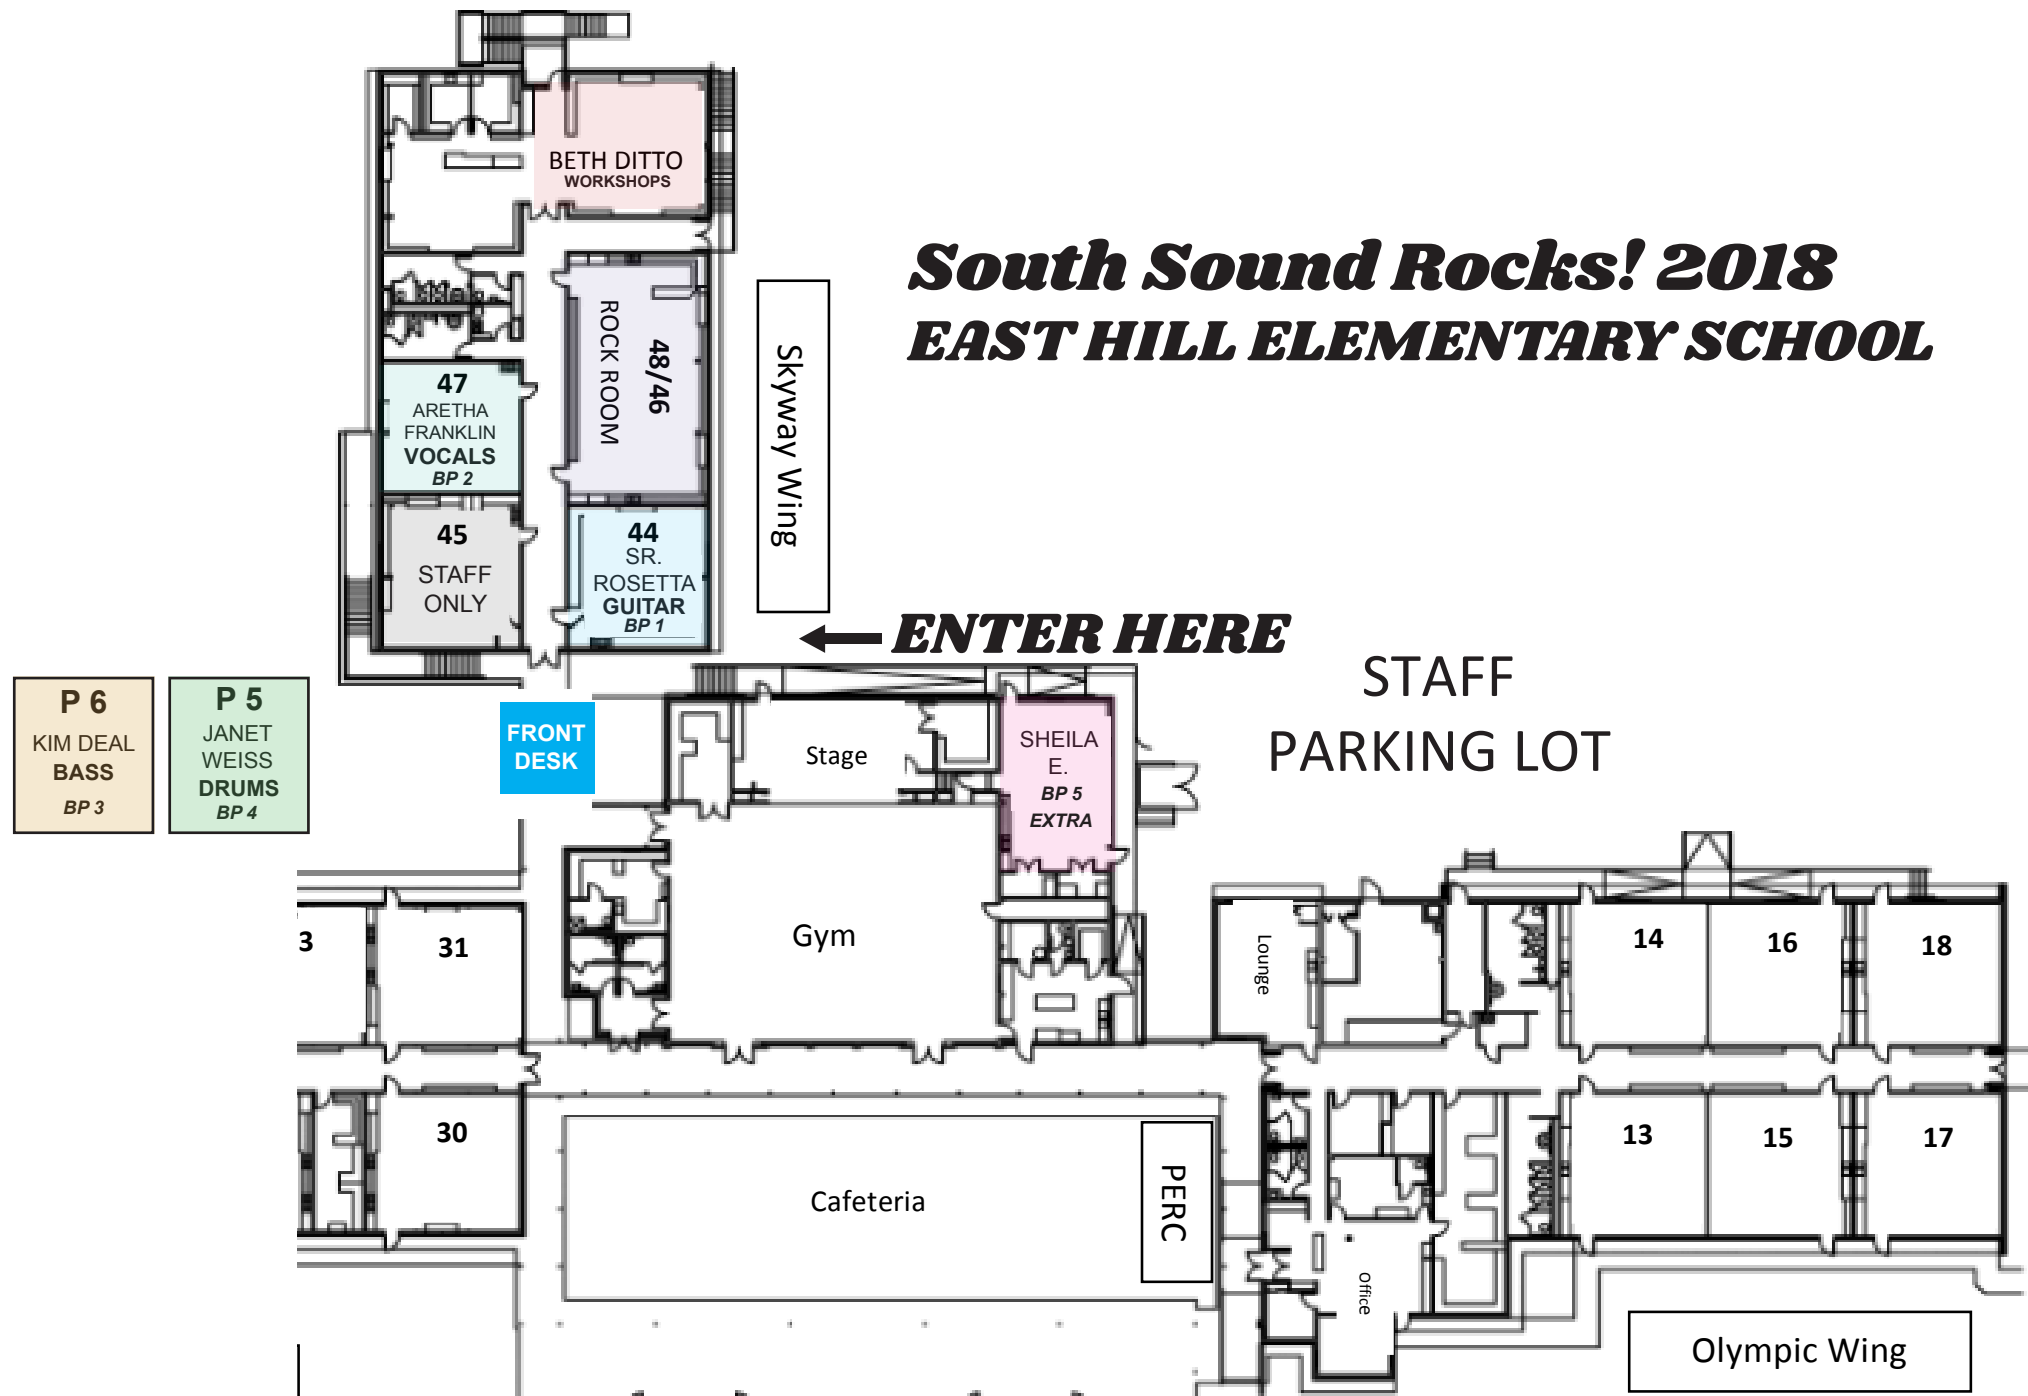 BETH DITTO
WORKSHOPS
South Sound Rocks! 2018
EAST HILL ELEMENTARY SCHOOL
48/46
ROCK ROOM
Skyway Wing
47
ARETHA
FRANKLIN
VOCALS
BP 2
45
STAFF
ONLY
44
SR.
ROSETTA
GUITAR
BP 1
ENTER HERE
STAFF
PARKING LOT
P 6
KIM DEAL
BASS
BP 3
P 5
JANET
WEISS
DRUMS
BP 4
FRONT
DESK
Stage
SHEILA
E.
BP 5
EXTRA
Gym
3
31
30
Lounge
14
16
18
13
15
17
Cafeteria
PERC
Office
Olympic Wing